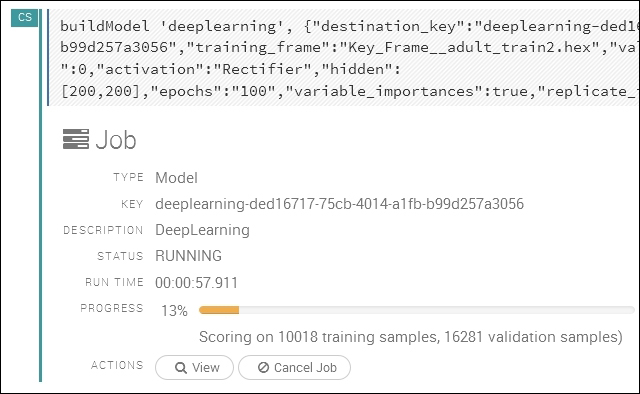 CS
buildModel 'deeplearning', {"destination_key":"deeplearning-ded16
b99d257a3056","training_frame":"Key_Frame__adult_train2.hex","va
":0,"activation":"Rectifier","hidden":
[200,200],"epochs":"100","variable_importances":true,"replicate_
Job
TYPE Model
KEY deeplearning-ded16717-75cb-4014-a1fb-b99d257a3056
DESCRIPTION DeepLearning
STATUS RUNNING
RUN TIME 00:00:57.911
PROGRESS 13%
Scoring on 10018 training samples, 16281 validation samples)
ACTIONS View Cancel Job